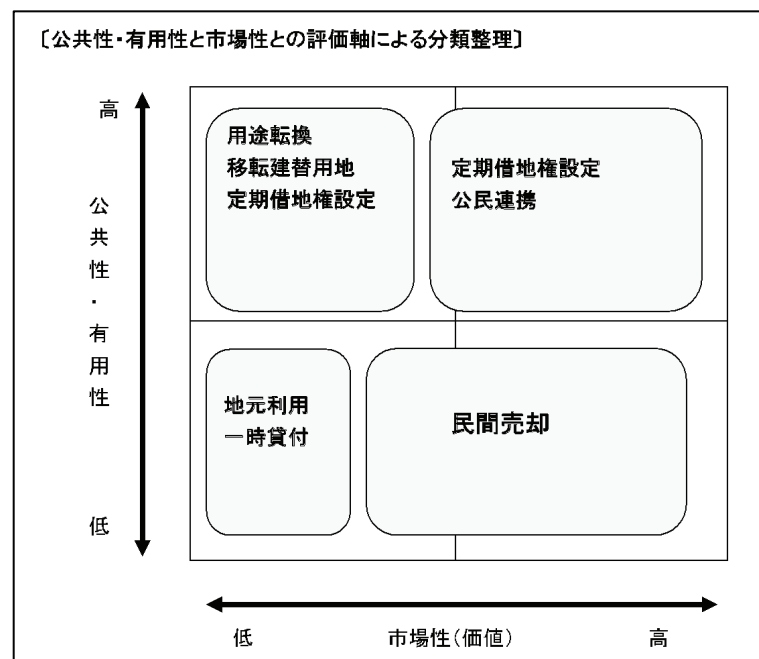 〔公共性・有用性と市場性との評価軸による分類整理〕
高
公共性・有用性
低
用途転換
移転建替用地
定期借地権設定
定期借地権設定
公民連携
地元利用
一時貸付
民間売却
低
市場性(価値)
高